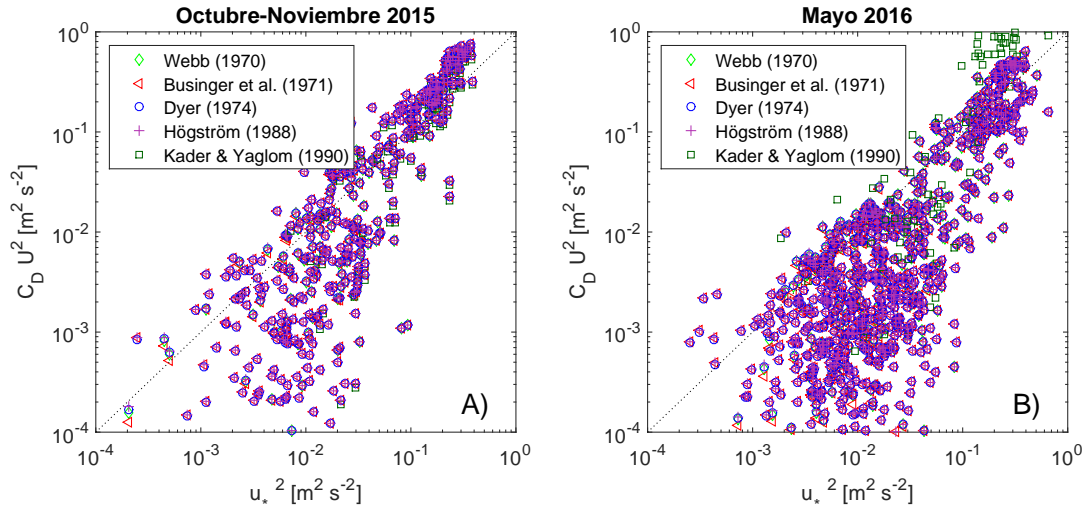 Octubre-Noviembre 2015
10^0
10^-1
10^-2
10^-3
10^-4
C_D U^2 [m^2 s^-2]
Webb (1970)
Businger et al. (1971)
Dyer (1974)
Högström (1988)
Kader & Yaglom (1990)
A)
10^-4 10^-3 10^-2 10^-1 10^0
u_*^2 [m^2 s^-2]
Mayo 2016
10^0
10^-1
10^-2
10^-3
10^-4
C_D U^2 [m^2 s^-2]
Webb (1970)
Businger et al. (1971)
Dyer (1974)
Högström (1988)
Kader & Yaglom (1990)
B)
10^-4 10^-3 10^-2 10^-1 10^0
u_*^2 [m^2 s^-2]